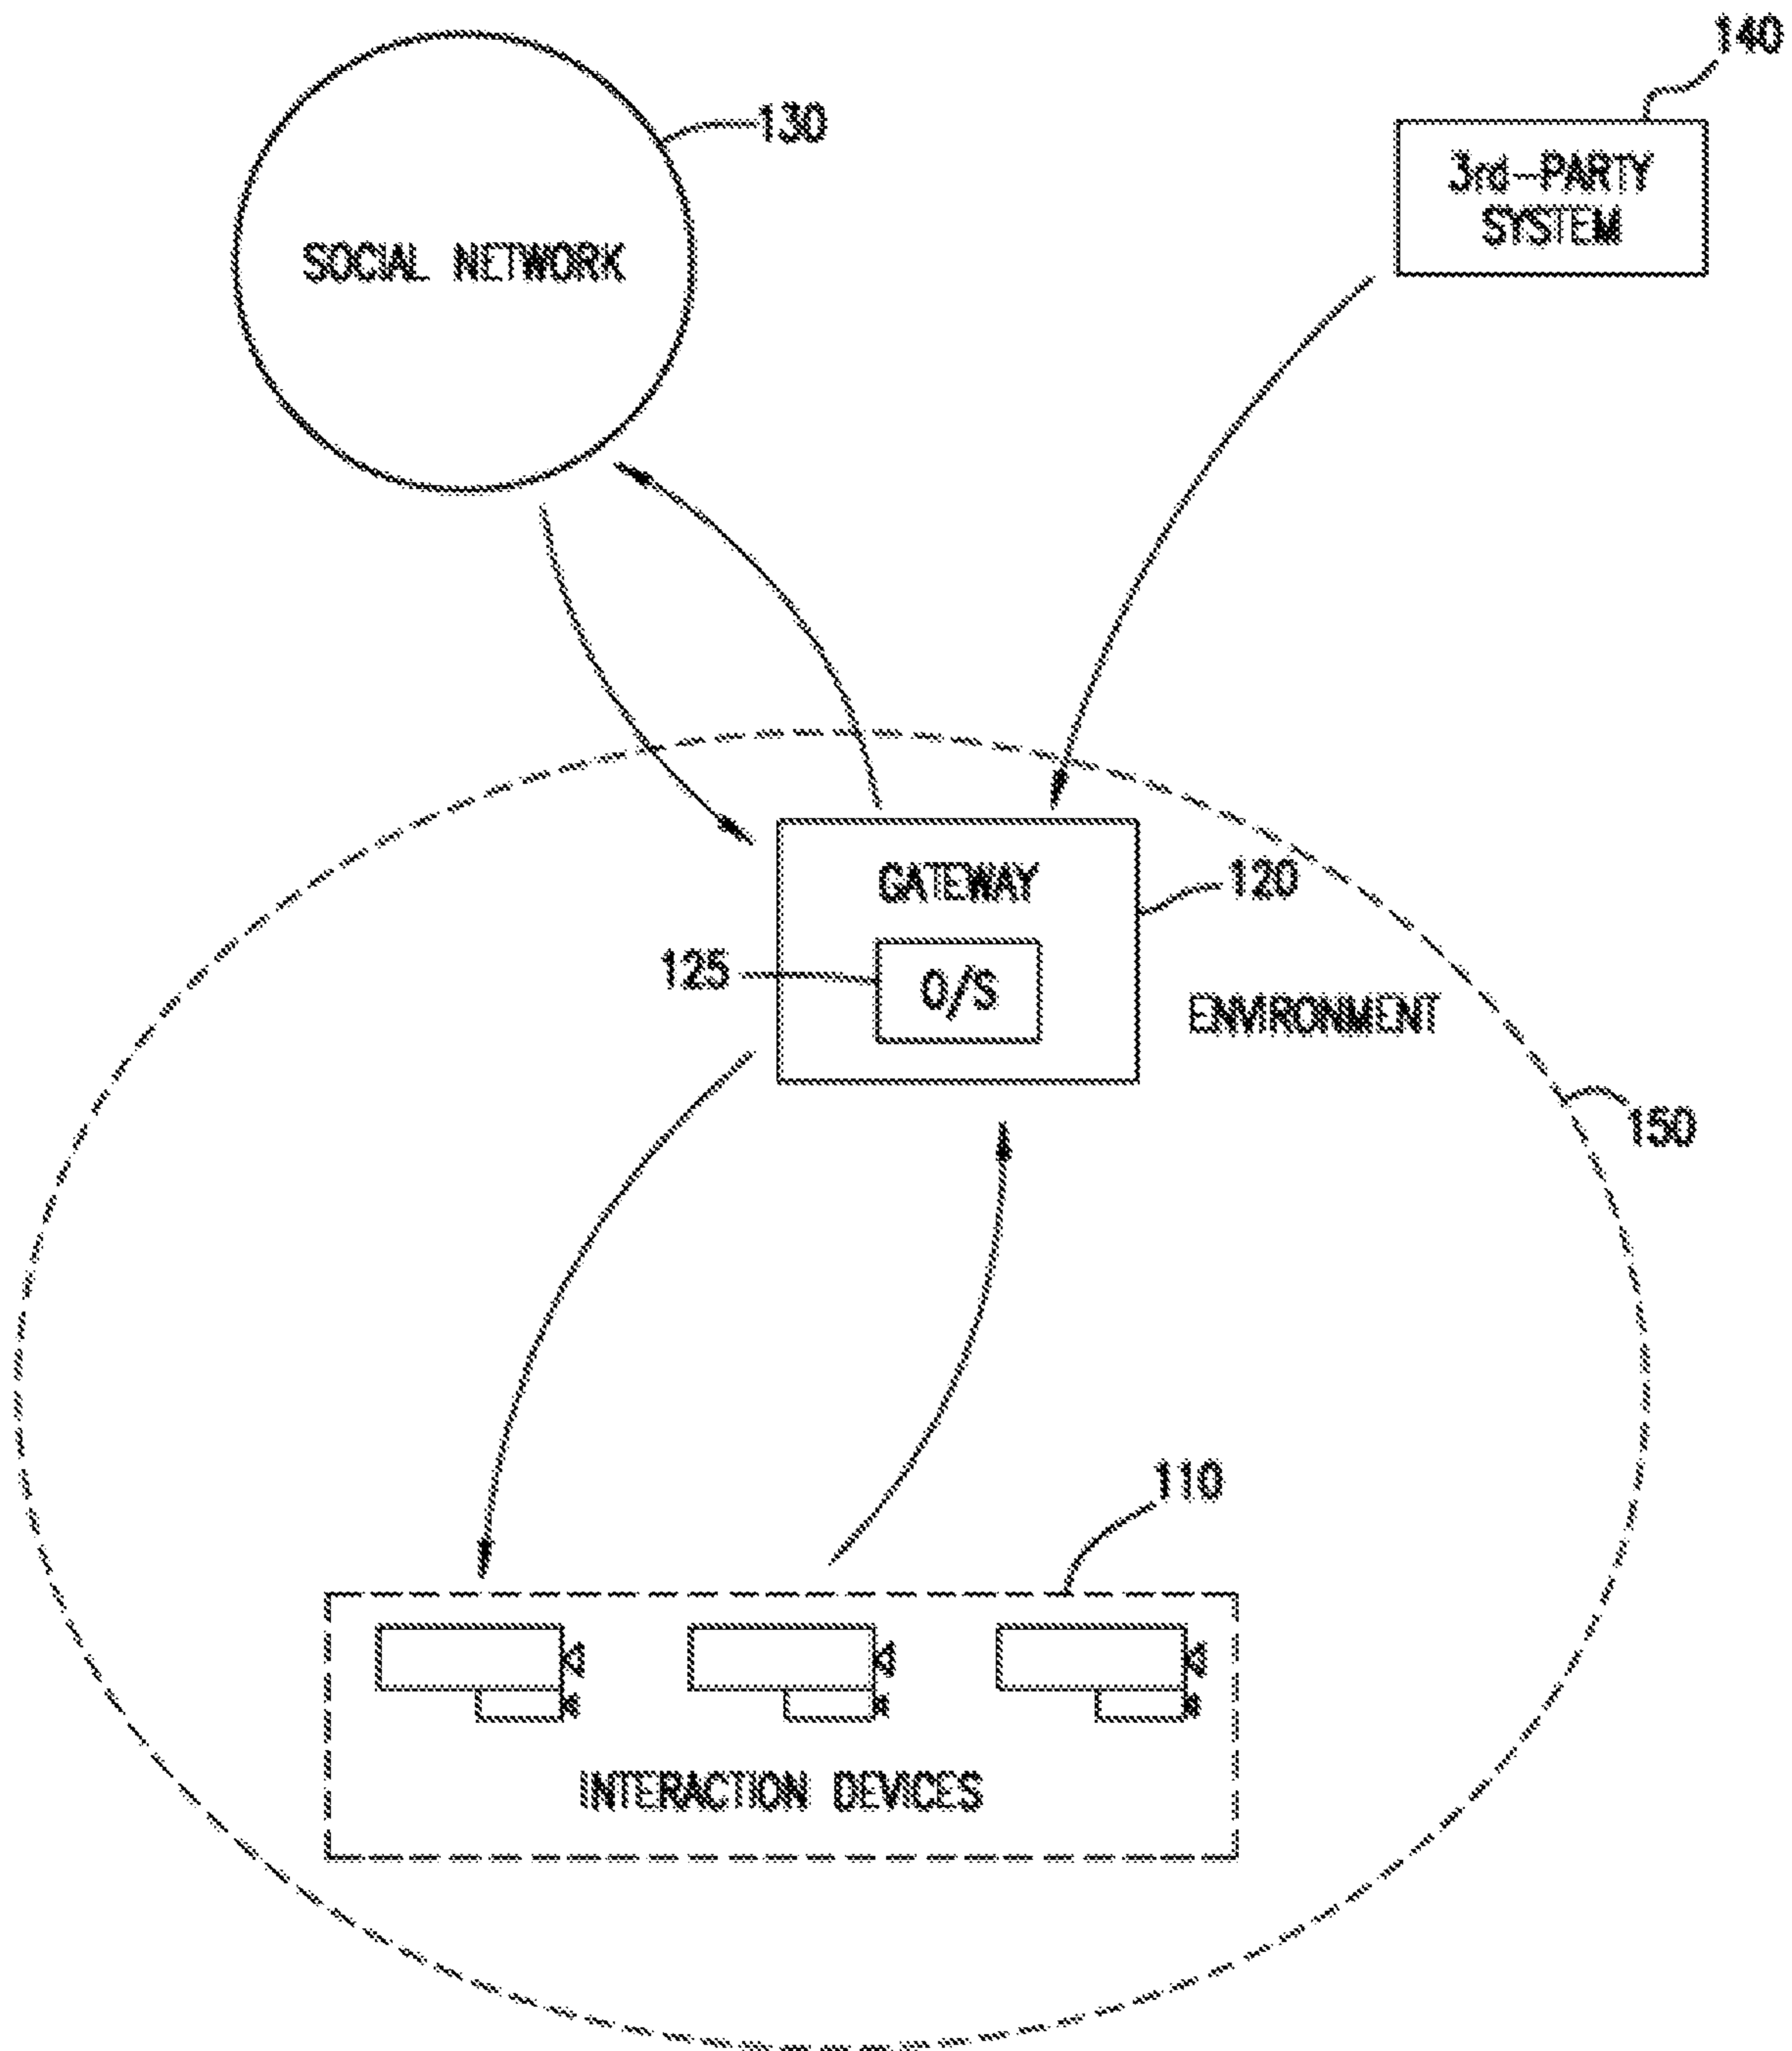 140
130
3rd-PARTY
SYSTEM
SOCIAL NETWORK
GATEWAY
120
125
O/S
ENVIRONMENT
150
110
INTERACTION DEVICES